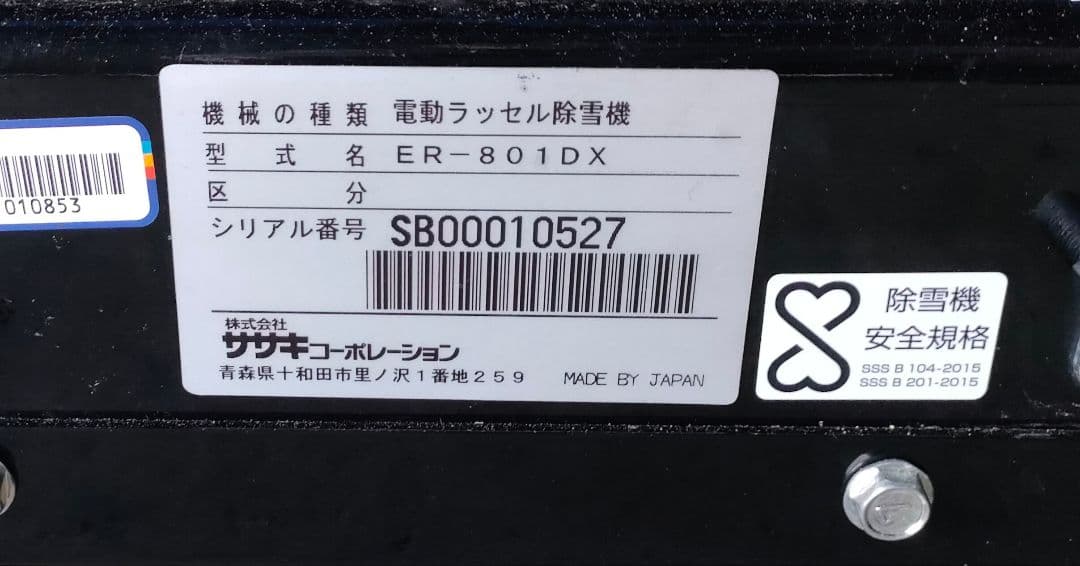 機械の種類 電動ラッセル除雪機
型式名 ER-801DX
区分
シリアル番号 SB00010527
株式会社
ササキコーポレーション
青森県十和田市里ノ沢1番地259 MADE BY JAPAN
010853
除雪機
安全規格
SSS B 104-2015
SSS B 201-2015